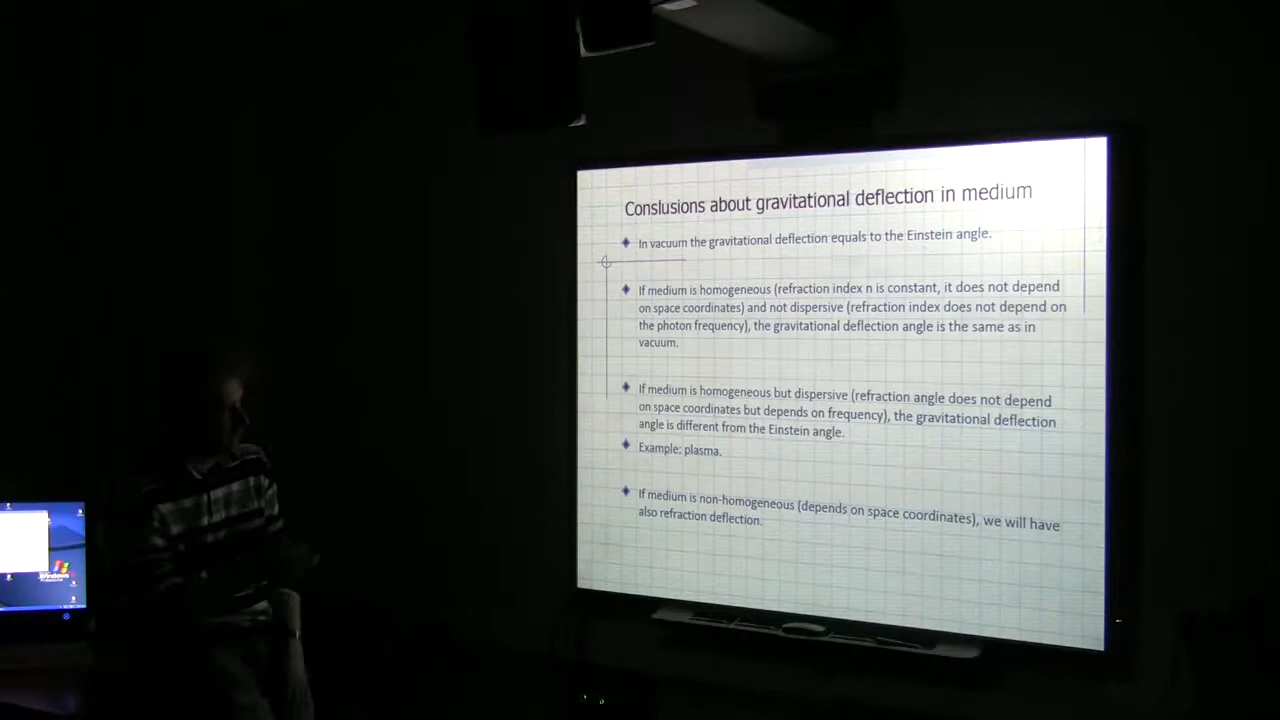 Conslusions about gravitational deflection in medium
In vacuum the gravitational deflection equals to the Einstein angle.
If medium is homogeneous (refraction index n is constant, it does not depend
on space coordinates) and not dispersive (refraction index does not depend on
the photon frequency), the gravitational deflection angle is the same as in
vacuum.
If medium is homogeneous but dispersive (refraction angle does not depend
on space coordinates but depends on frequency), the gravitational deflection
angle is different from the Einstein angle.
Example: plasma.
If medium is non-homogeneous (depends on space coordinates), we will have
also refraction deflection.
Windows